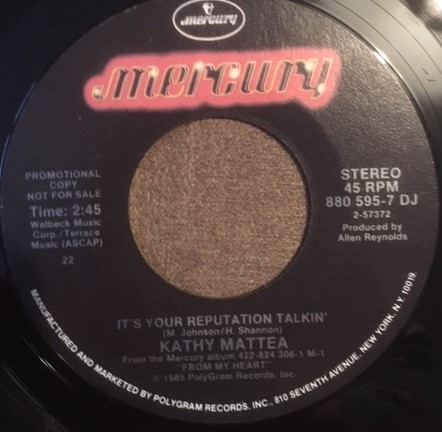 mercury
mercury
PROMOTIONAL
COPY
NOT FOR SALE
Time: 2:45
Welbeck Music
Corp./Terrace
Music (ASCAP)
22
STEREO
45 RPM
880 595-7 DJ
2-57372
Produced by
Allen Reynolds
IT'S YOUR REPUTATION TALKIN'
(M. Johnson/H. Shannon)
KATHY MATTEA
From the Mercury album 422-824 308-1 M-1
"FROM MY HEART"
© 1985 PolyGram Records, Inc.
MANUFACTURED AND MARKETED BY POLYGRAM RECORDS, INC., 810 SEVENTH AVENUE, NEW YORK, N.Y. 10019.